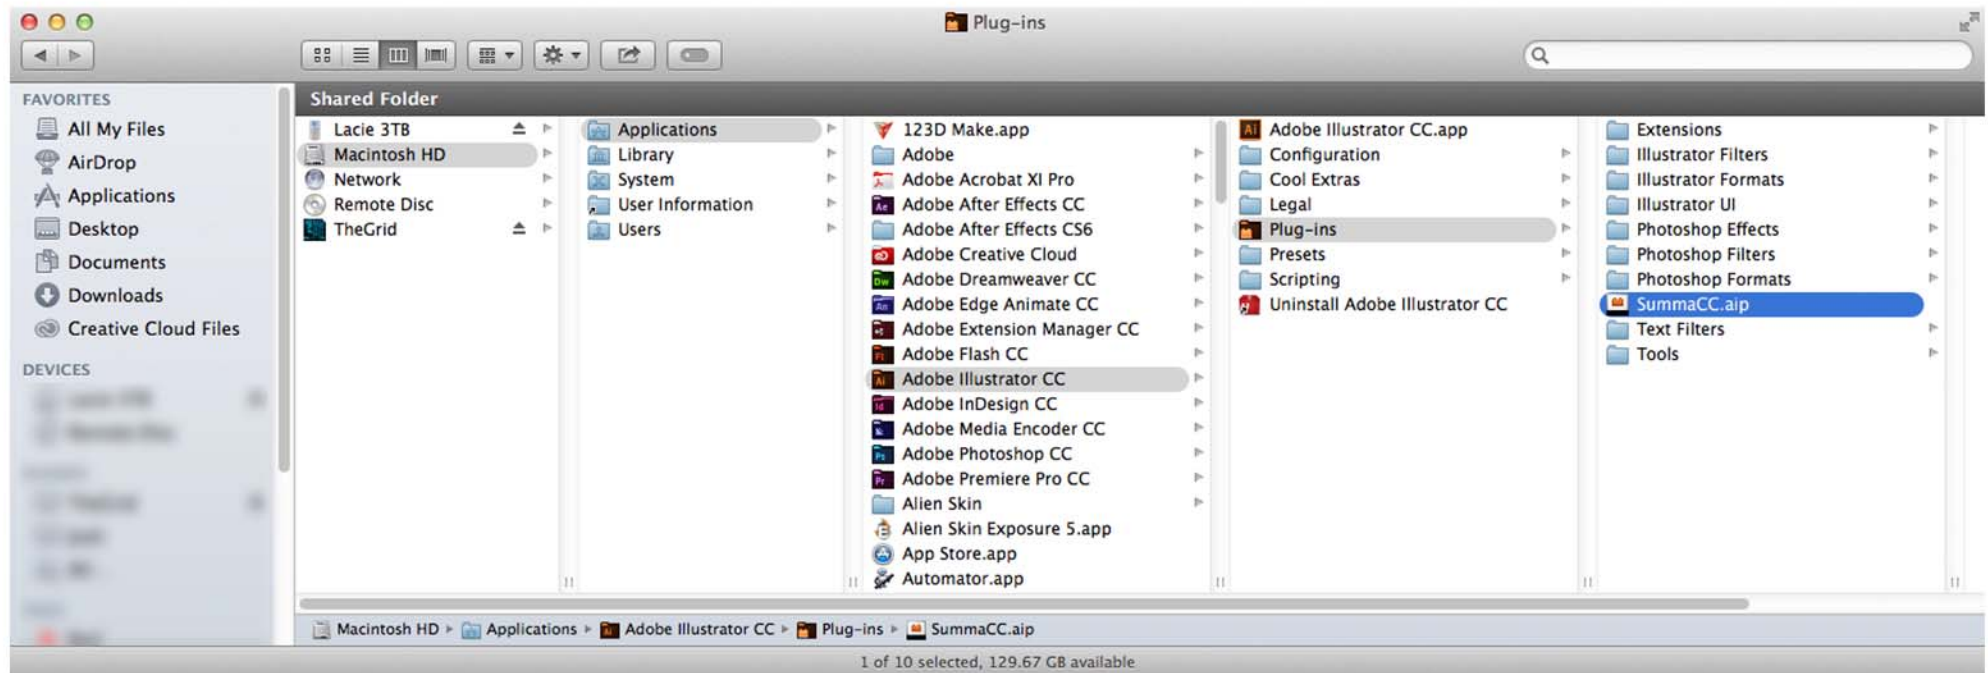 Plug-ins
FAVORITES
All My Files
AirDrop
Applications
Desktop
Documents
Downloads
Creative Cloud Files
DEVICES
Shared Folder
Lacie 3TB
Macintosh HD
Network
Remote Disc
TheGrid
Applications
Library
System
User Information
Users
123D Make.app
Adobe
Adobe Acrobat XI Pro
Adobe After Effects CC
Adobe After Effects CS6
Adobe Creative Cloud
Adobe Dreamweaver CC
Adobe Edge Animate CC
Adobe Extension Manager CC
Adobe Flash CC
Adobe Illustrator CC
Adobe InDesign CC
Adobe Media Encoder CC
Adobe Photoshop CC
Adobe Premiere Pro CC
Alien Skin
Alien Skin Exposure 5.app
App Store.app
Automator.app
Adobe Illustrator CC.app
Configuration
Cool Extras
Legal
Plug-ins
Presets
Scripting
Uninstall Adobe Illustrator CC
Extensions
Illustrator Filters
Illustrator Formats
Illustrator UI
Photoshop Effects
Photoshop Filters
Photoshop Formats
SummaCC.aip
Text Filters
Tools
Macintosh HD Applications Adobe Illustrator CC Plug-ins SummaCC.aip
1 of 10 selected, 129.67 GB available